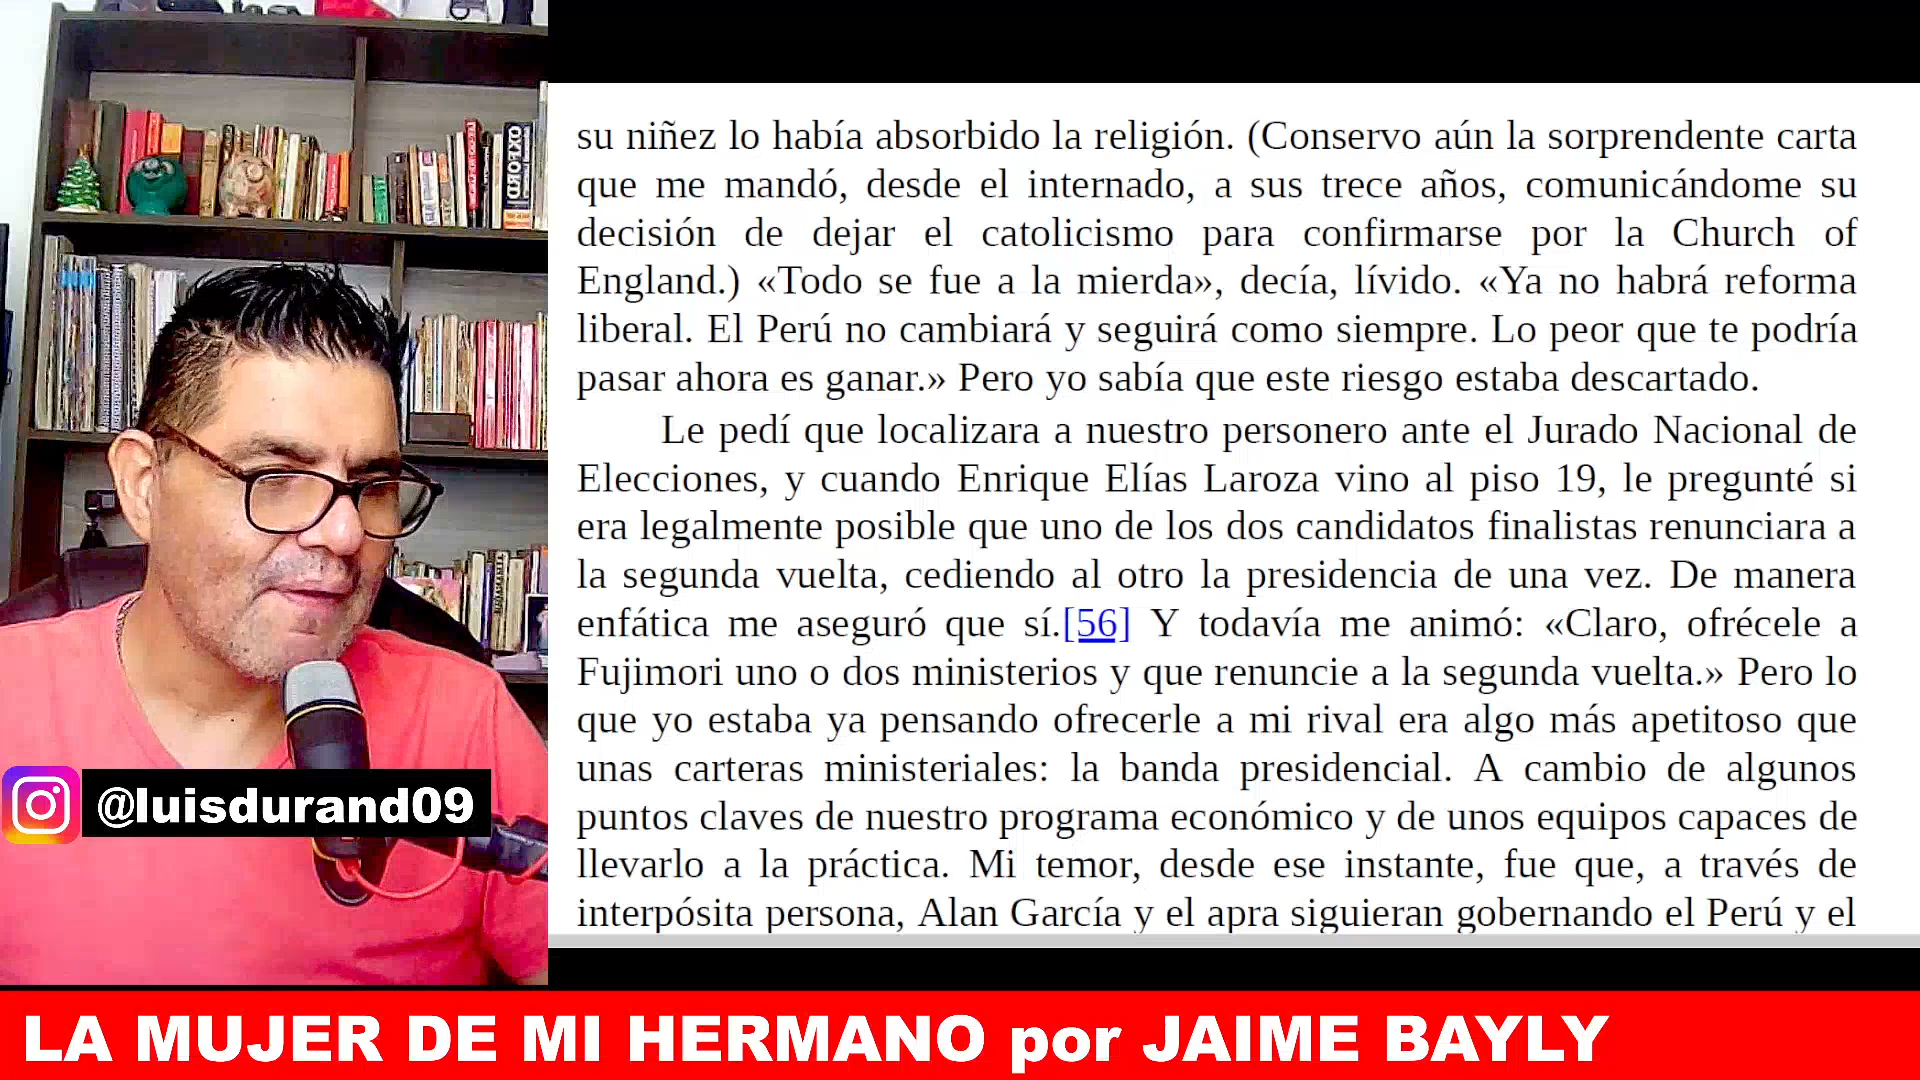 su niñez lo había absorbido la religión. (Conservo aún la sorprendente carta
que me mandó, desde el internado, a sus trece años, comunicándome su
decisión de dejar el catolicismo para confirmarse por la Church of
England.) «Todo se fue a la mierda», decía, lívido. «Ya no habrá reforma
liberal. El Perú no cambiará y seguirá como siempre. Lo peor que te podría
pasar ahora es ganar.» Pero yo sabía que este riesgo estaba descartado.
Le pedí que localizara a nuestro personero ante el Jurado Nacional de
Elecciones, y cuando Enrique Elías Laroza vino al piso 19, le pregunté si
era legalmente posible que uno de los dos candidatos finalistas renunciara a
la segunda vuelta, cediendo al otro la presidencia de una vez. De manera
enfática me aseguró que sí.[56] Y todavía me animó: «Claro, ofrécele a
Fujimori uno o dos ministerios y que renuncie a la segunda vuelta.» Pero lo
que yo estaba ya pensando ofrecerle a mi rival era algo más apetitoso que
unas carteras ministeriales: la banda presidencial. A cambio de algunos
puntos claves de nuestro programa económico y de unos equipos capaces de
llevarlo a la práctica. Mi temor, desde ese instante, fue que, a través de
interpósita persona, Alan García y el apra siguieran gobernando el Perú y el
OXFORD
@luisdurand09
LA MUJER DE MI HERMANO por JAIME BAYLY